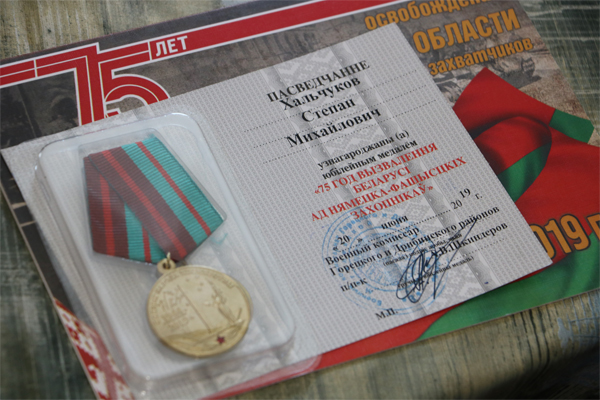 75 ЛЕТ
ОСВОБОЖДЕН
ОБЛАСТИ
захватчиков
2019 г
ПАСВЕДЧАННЕ
Хальчуков
Степан
Михайлович
узнагароджаны (а)
юбілейным медалём
«75 ГОД ВЫЗВАЛЕННЯ
БЕЛАРУСІ
АД НЯМЕЦКА-ФАШЫСЦКІХ
ЗАХОПНІКАЎ»
20 июня 2019 г.
Военный комиссар
Горецкого и Дрибинского районов
п/п-к
Шкиндеров
М.П.